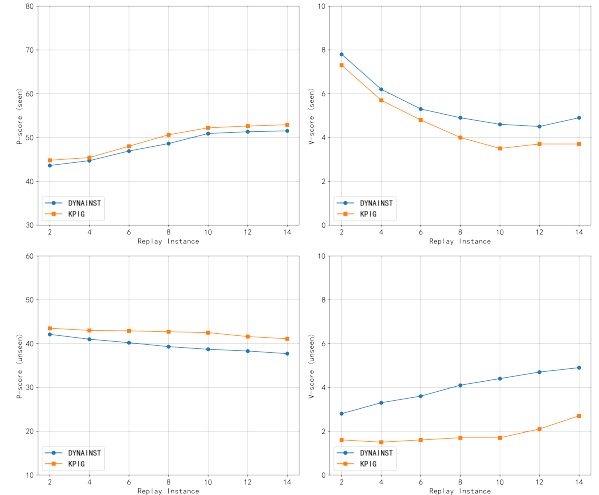 80
70
60
50
40
30
P-score (seen)
DYNAINST
KPIG
2 4 6 8 10 12 14
Replay Instance
10
8
6
4
2
0
V-score (seen)
DYNAINST
KPIG
2 4 6 8 10 12 14
Replay Instance
60
50
40
30
20
10
P-score (unseen)
DYNAINST
KPIG
2 4 6 8 10 12 14
Replay Instance
10
8
6
4
2
0
V-score (unseen)
DYNAINST
KPIG
2 4 6 8 10 12 14
Replay Instance